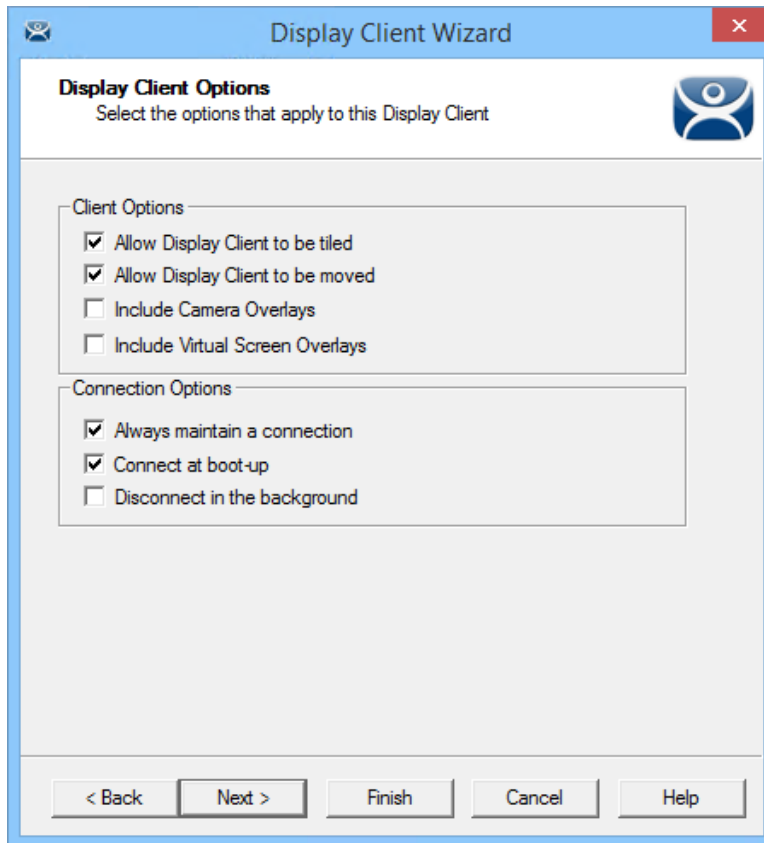 Display Client Wizard
Display Client Options
Select the options that apply to this Display Client
Client Options
Allow Display Client to be tiled
Allow Display Client to be moved
Include Camera Overlays
Include Virtual Screen Overlays
Connection Options
Always maintain a connection
Connect at boot-up
Disconnect in the background
< Back Next > Finish Cancel Help